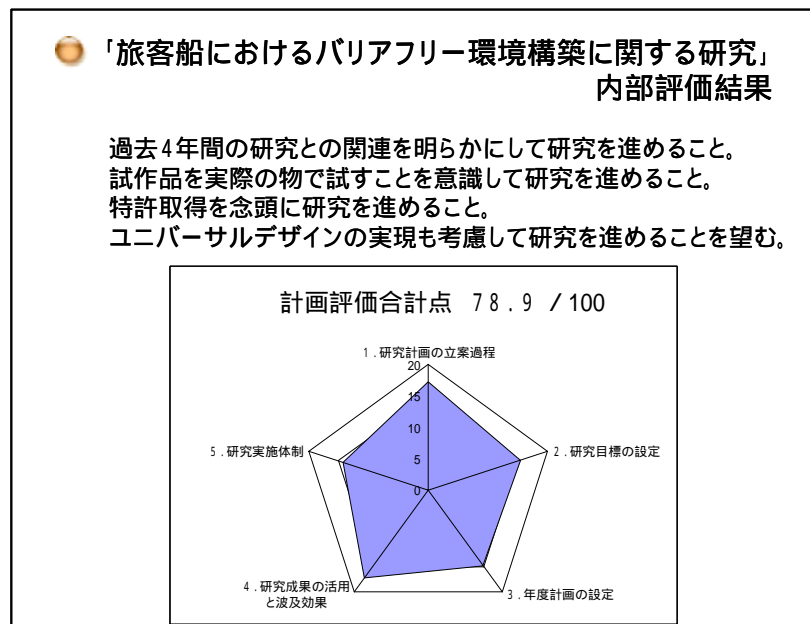 「旅客船におけるバリアフリー環境構築に関する研究」
内部評価結果
過去4年間の研究との関連を明らかにして研究を進めること。
試作品を実際の物で試すことを意識して研究を進めること。
特許取得を念頭に研究を進めること。
ユニバーサルデザインの実現も考慮して研究を進めることを望む。
計画評価合計点 78.9 /100
1.研究計画の立案過程
20
15
10
5
0
5.研究実施体制
2.研究目標の設定
4.研究成果の活用
と波及効果
3.年度計画の設定